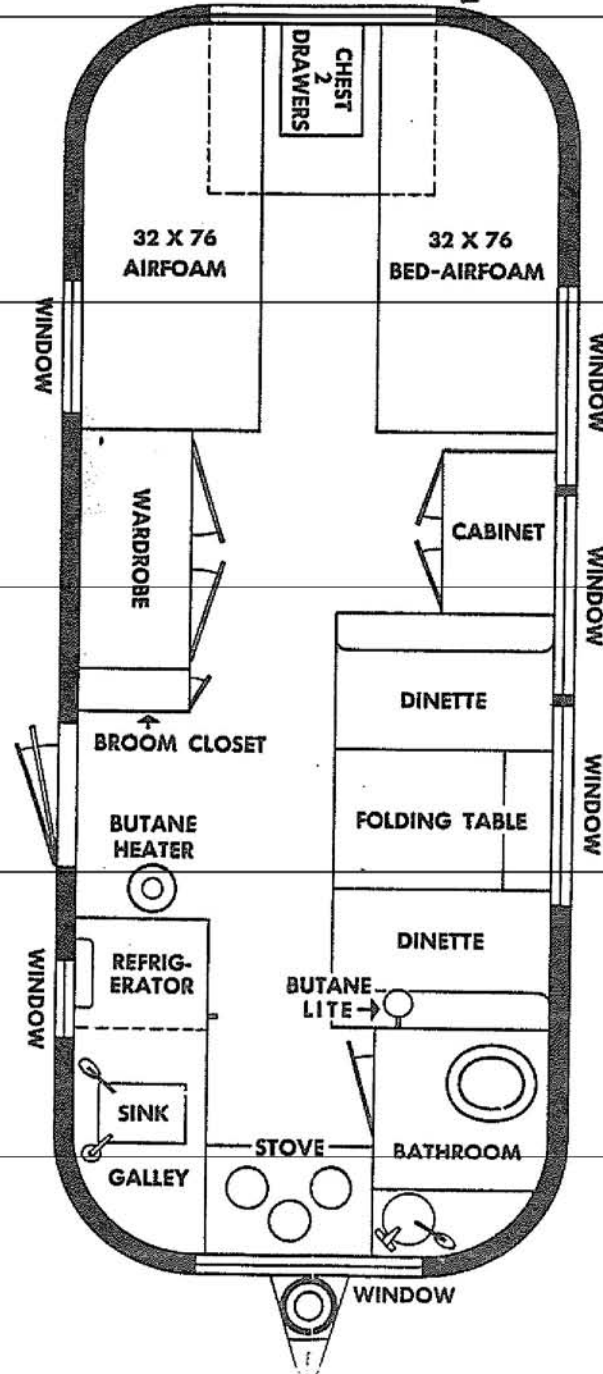 CHEST
2
DRAWERS
32 X 76
AIRFOAM
32 X 76
BED-AIRFOAM
WINDOW
WINDOW
WARDROBE
CABINET
WINDOW
DINETTE
BROOM CLOSET
FOLDING TABLE
WINDOW
BUTANE
HEATER
DINETTE
REFRIG-
ERATOR
WINDOW
BUTANE
LITE
SINK
STOVE
BATHROOM
GALLEY
WINDOW